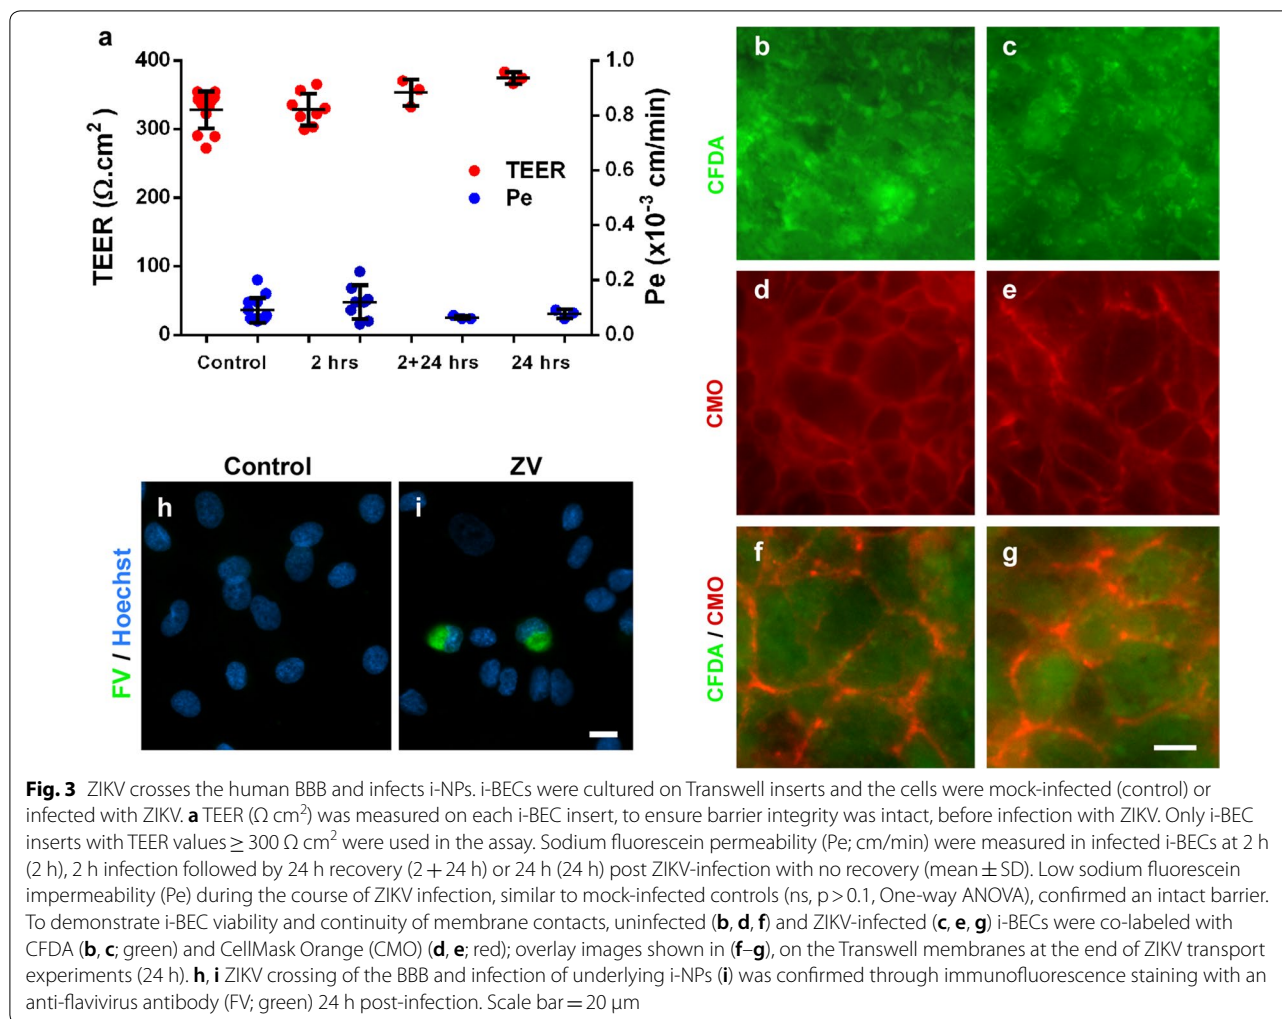 a
TEER (Ω.cm²)
400
300
200
100
0
1.0
0.8
0.6
0.4
0.2
0.0
Pe (x10⁻³ cm/min)
TEER
Pe
Control
2 hrs
2+24 hrs
24 hrs
b
c
CFDA
d
e
CMO
f
g
CFDA / CMO
Control
ZV
h
i
FV / Hoechst
Fig. 3 ZIKV crosses the human BBB and infects i-NPs. i-BECs were cultured on Transwell inserts and the cells were mock-infected (control) or
infected with ZIKV. a TEER (Ω cm²) was measured on each i-BEC insert, to ensure barrier integrity was intact, before infection with ZIKV. Only i-BEC
inserts with TEER values ≥ 300 Ω cm² were used in the assay. Sodium fluorescein permeability (Pe; cm/min) were measured in infected i-BECs at 2 h
(2 h), 2 h infection followed by 24 h recovery (2 + 24 h) or 24 h (24 h) post ZIKV-infection with no recovery (mean ± SD). Low sodium fluorescein
impermeability (Pe) during the course of ZIKV infection, similar to mock-infected controls (ns, p > 0.1, One-way ANOVA), confirmed an intact barrier.
To demonstrate i-BEC viability and continuity of membrane contacts, uninfected (b, d, f) and ZIKV-infected (c, e, g) i-BECs were co-labeled with
CFDA (b, c; green) and CellMask Orange (CMO) (d, e; red); overlay images shown in (f–g), on the Transwell membranes at the end of ZIKV transport
experiments (24 h). h, i ZIKV crossing of the BBB and infection of underlying i-NPs (i) was confirmed through immunofluorescence staining with an
anti-flavivirus antibody (FV; green) 24 h post-infection. Scale bar = 20 μm